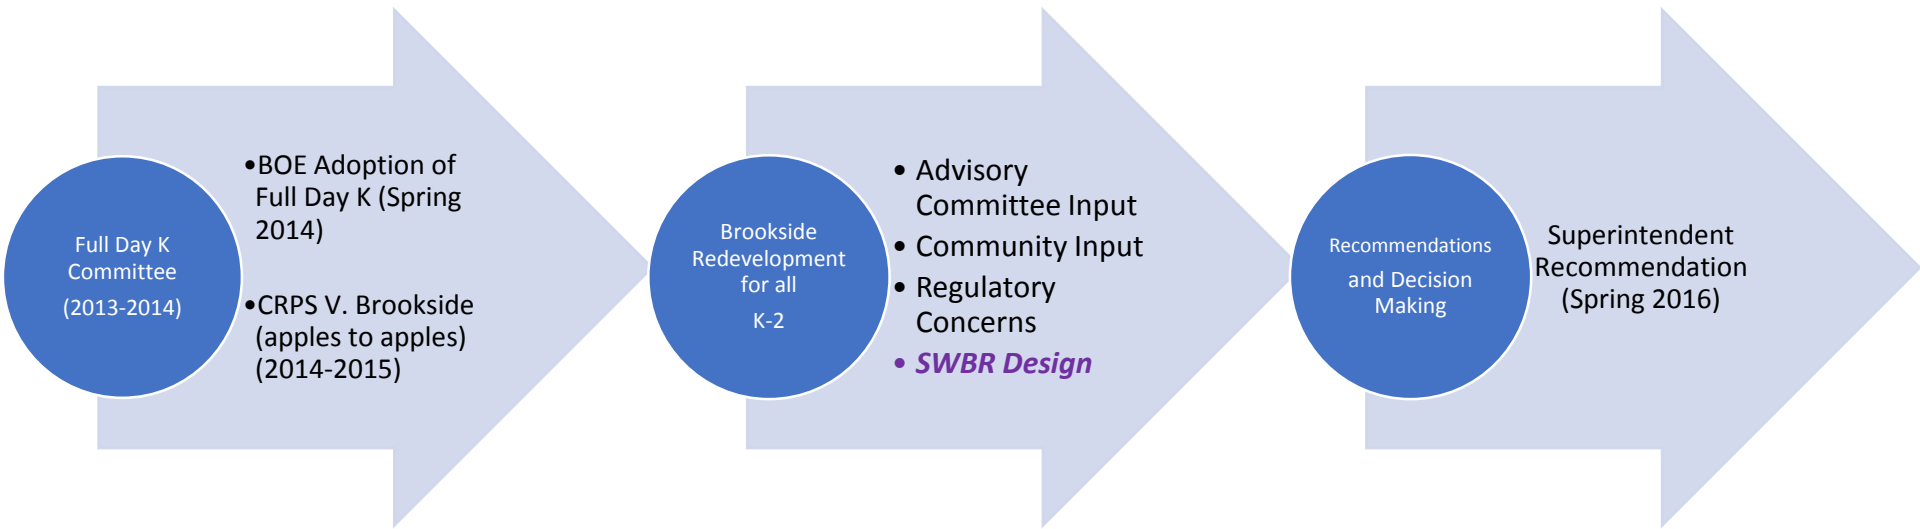 Full Day K
Committee
(2013-2014)
•BOE Adoption of
Full Day K (Spring
2014)
•CRPS V. Brookside
(apples to apples)
(2014-2015)
Brookside
Redevelopment
for all
K-2
• Advisory
Committee Input
• Community Input
• Regulatory
Concerns
• SWBR Design
Recommendations
and Decision
Making
Superintendent
Recommendation
(Spring 2016)